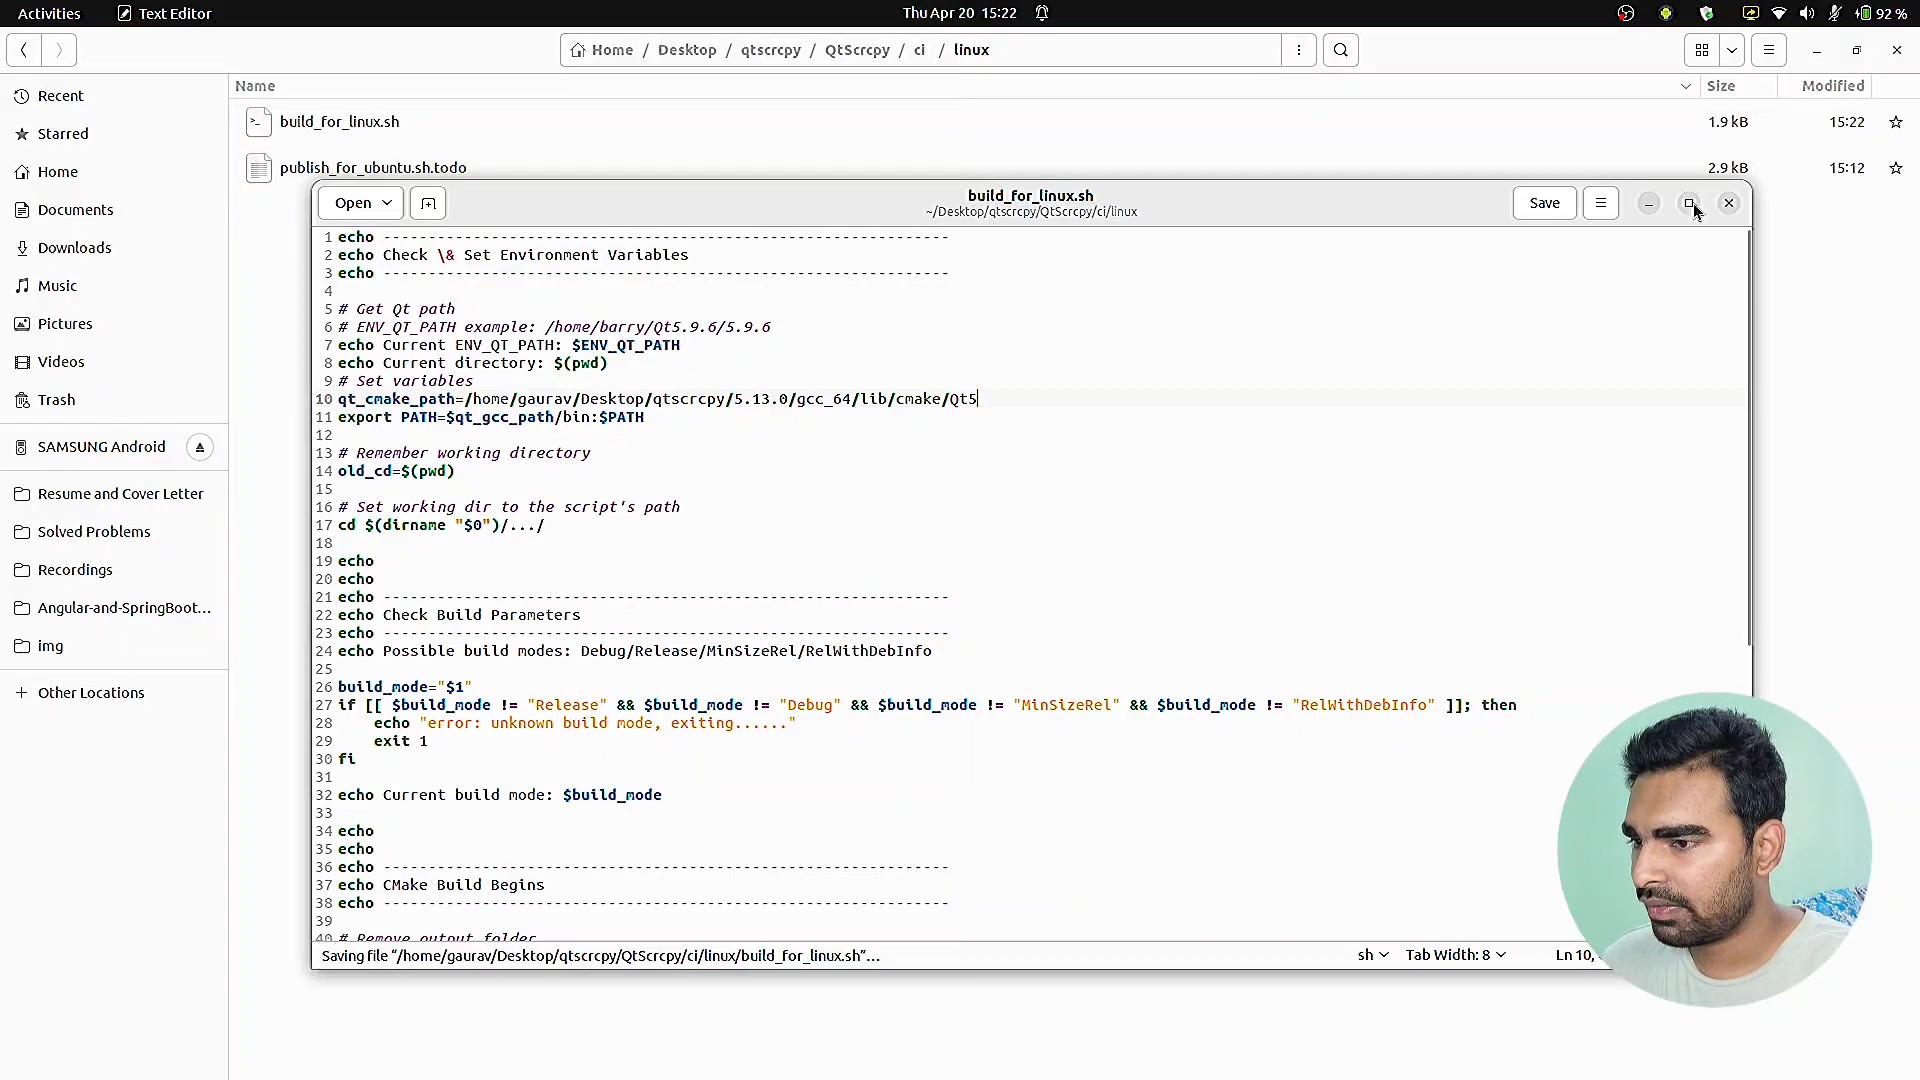 Activities Text Editor Thu Apr 20 15:22 92 %
Home / Desktop / qtscrcpy / QtScrcpy / ci / linux
Name Size Modified
Recent
Starred
Home
Documents
Downloads
Music
Pictures
Videos
Trash
SAMSUNG Android
Resume and Cover Letter
Solved Problems
Recordings
Angular-and-SpringBoot...
img
Other Locations
build_for_linux.sh 1.9 kB 15:22
publish_for_ubuntu.sh.todo 2.9 kB 15:12
Open build_for_linux.sh Save
~/Desktop/qtscrcpy/QtScrcpy/ci/linux
1 echo ---------------------------------------------------------------
2 echo Check \& Set Environment Variables
3 echo ---------------------------------------------------------------
4
5 # Get Qt path
6 # ENV_QT_PATH example: /home/barry/Qt5.9.6/5.9.6
7 echo Current ENV_QT_PATH: $ENV_QT_PATH
8 echo Current directory: $(pwd)
9 # Set variables
10 qt_cmake_path=/home/gaurav/Desktop/qtscrcpy/5.13.0/gcc_64/lib/cmake/Qt5
11 export PATH=$qt_gcc_path/bin:$PATH
12
13 # Remember working directory
14 old_cd=$(pwd)
15
16 # Set working dir to the script's path
17 cd $(dirname "$0")/.../
18
19 echo
20 echo
21 echo ---------------------------------------------------------------
22 echo Check Build Parameters
23 echo ---------------------------------------------------------------
24 echo Possible build modes: Debug/Release/MinSizeRel/RelWithDebInfo
25
26 build_mode="$1"
27 if [[ $build_mode != "Release" && $build_mode != "Debug" && $build_mode != "MinSizeRel" && $build_mode != "RelWithDebInfo" ]]; then
28 echo "error: unknown build mode, exiting......"
29 exit 1
30 fi
31
32 echo Current build mode: $build_mode
33
34 echo
35 echo
36 echo ---------------------------------------------------------------
37 echo CMake Build Begins
38 echo ---------------------------------------------------------------
39
40 # Remove output folder
Saving file “/home/gaurav/Desktop/qtscrcpy/QtScrcpy/ci/linux/build_for_linux.sh”... sh Tab Width: 8 Ln 10,